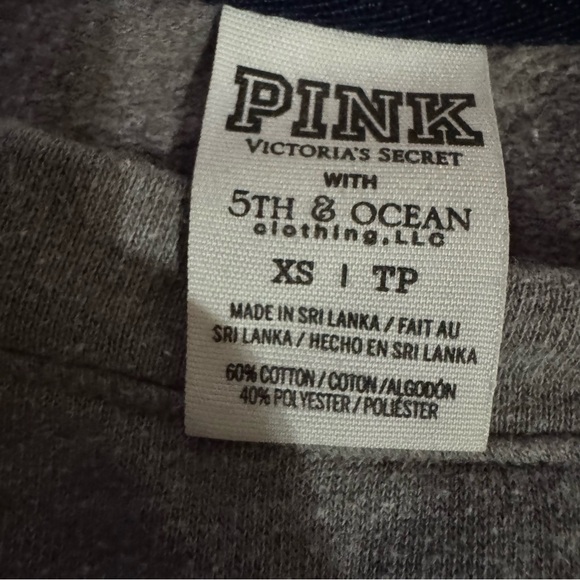 PINK
VICTORIA'S SECRET
WITH
5TH & OCEAN
clothing, LLC
XS | TP
MADE IN SRI LANKA / FAIT AU
SRI LANKA / HECHO EN SRI LANKA
60% COTTON / COTON / ALGODÓN
40% POLYESTER / POLIÉSTER